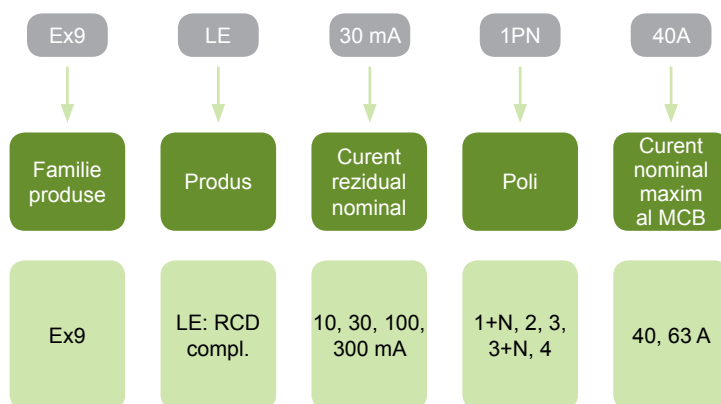 Ex9
LE
30 mA
1PN
40A
Familie
produse
Produs
Curent
rezidual
nominal
Poli
Curent
nominal
maxim
al MCB
Ex9
LE: RCD
compl.
10, 30, 100,
300 mA
1+N, 2, 3,
3+N, 4
40, 63 A